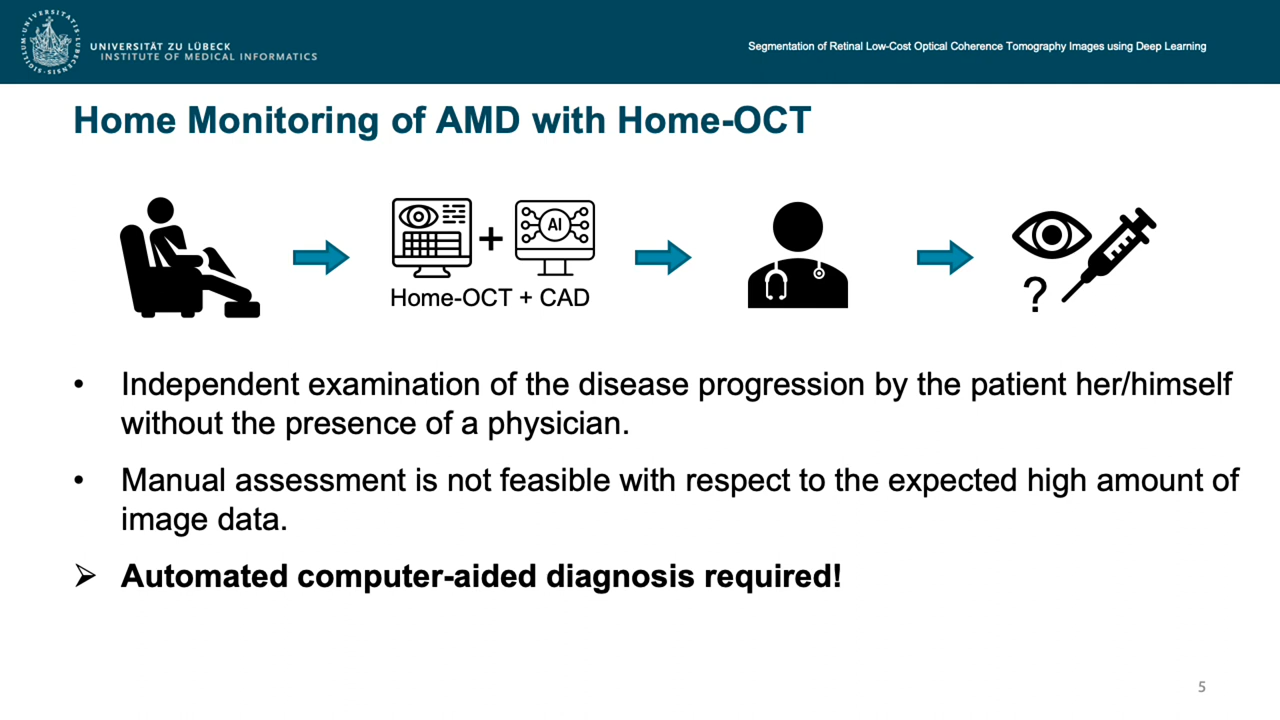 UNIVERSITÄT ZU LÜBECK
INSTITUTE OF MEDICAL INFORMATICS
Segmentation of Retinal Low-Cost Optical Coherence Tomography Images using Deep Learning
Home Monitoring of AMD with Home-OCT
AI
+
Home-OCT + CAD
?
• Independent examination of the disease progression by the patient her/himself
without the presence of a physician.
• Manual assessment is not feasible with respect to the expected high amount of
image data.
➢ Automated computer-aided diagnosis required!
5